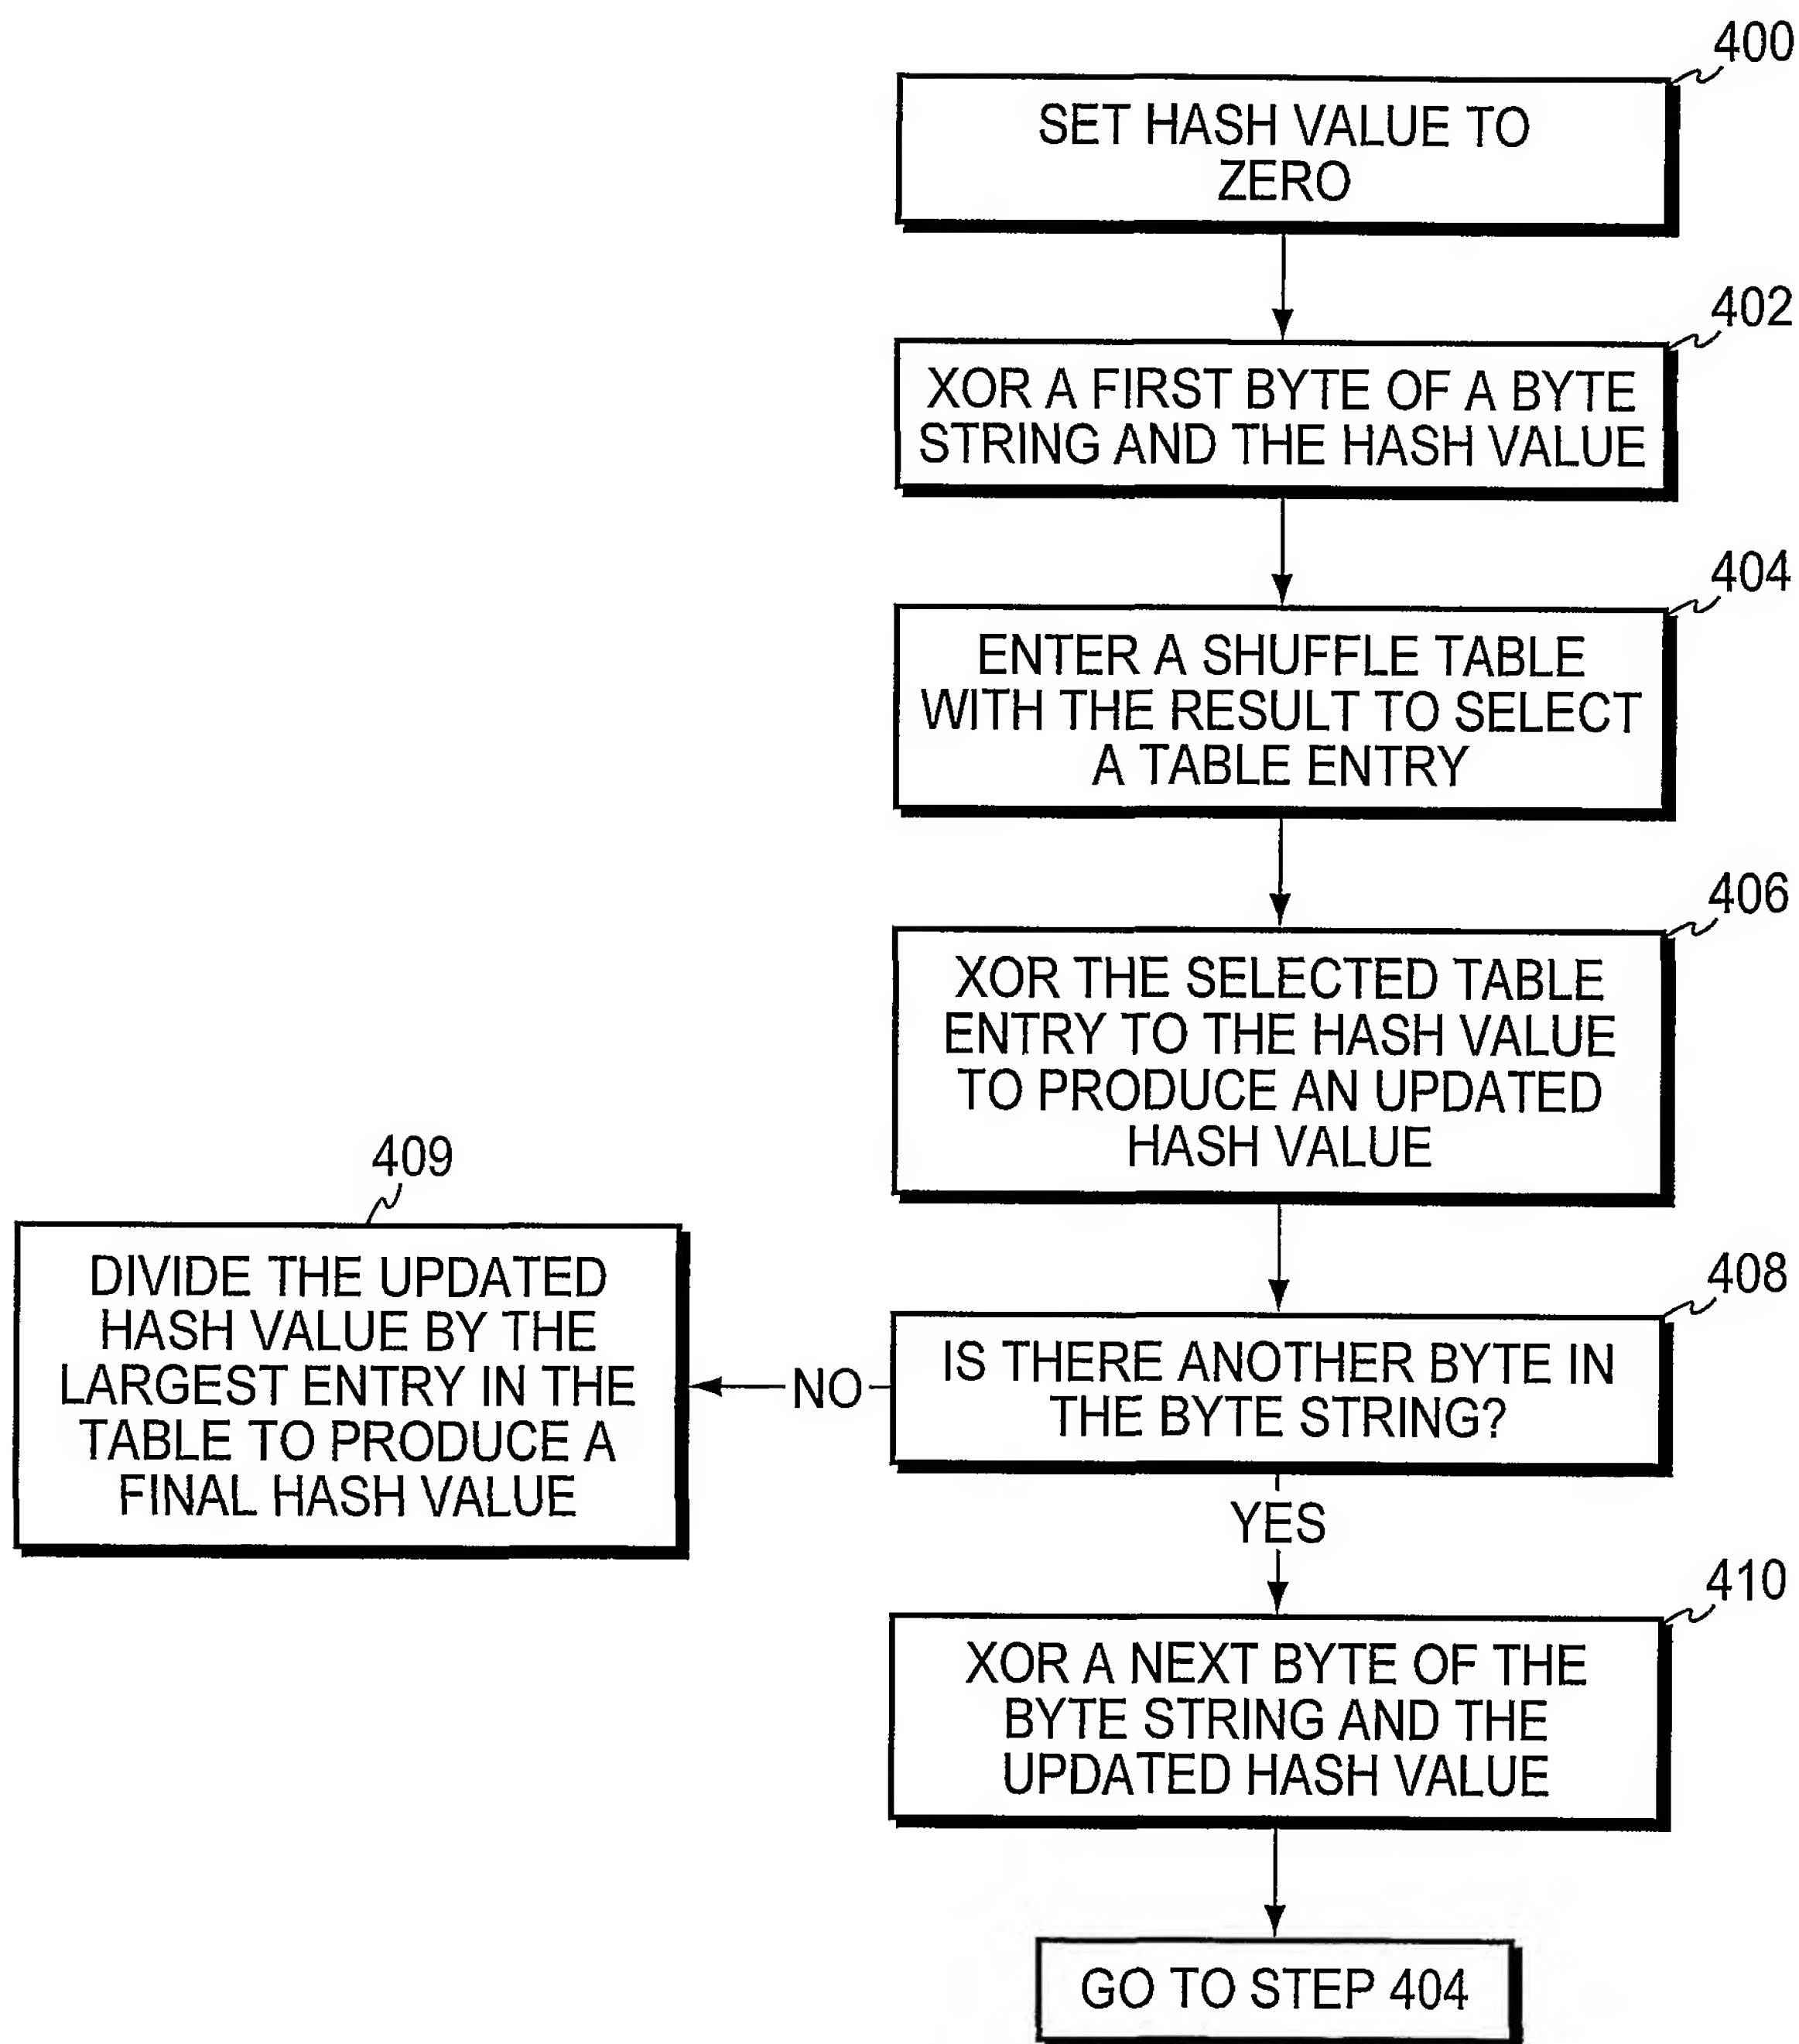 400
SET HASH VALUE TO
ZERO
402
XOR A FIRST BYTE OF A BYTE
STRING AND THE HASH VALUE
404
ENTER A SHUFFLE TABLE
WITH THE RESULT TO SELECT
A TABLE ENTRY
406
XOR THE SELECTED TABLE
ENTRY TO THE HASH VALUE
TO PRODUCE AN UPDATED
HASH VALUE
408
IS THERE ANOTHER BYTE IN
THE BYTE STRING?
NO
409
DIVIDE THE UPDATED
HASH VALUE BY THE
LARGEST ENTRY IN THE
TABLE TO PRODUCE A
FINAL HASH VALUE
YES
410
XOR A NEXT BYTE OF THE
BYTE STRING AND THE
UPDATED HASH VALUE
GO TO STEP 404